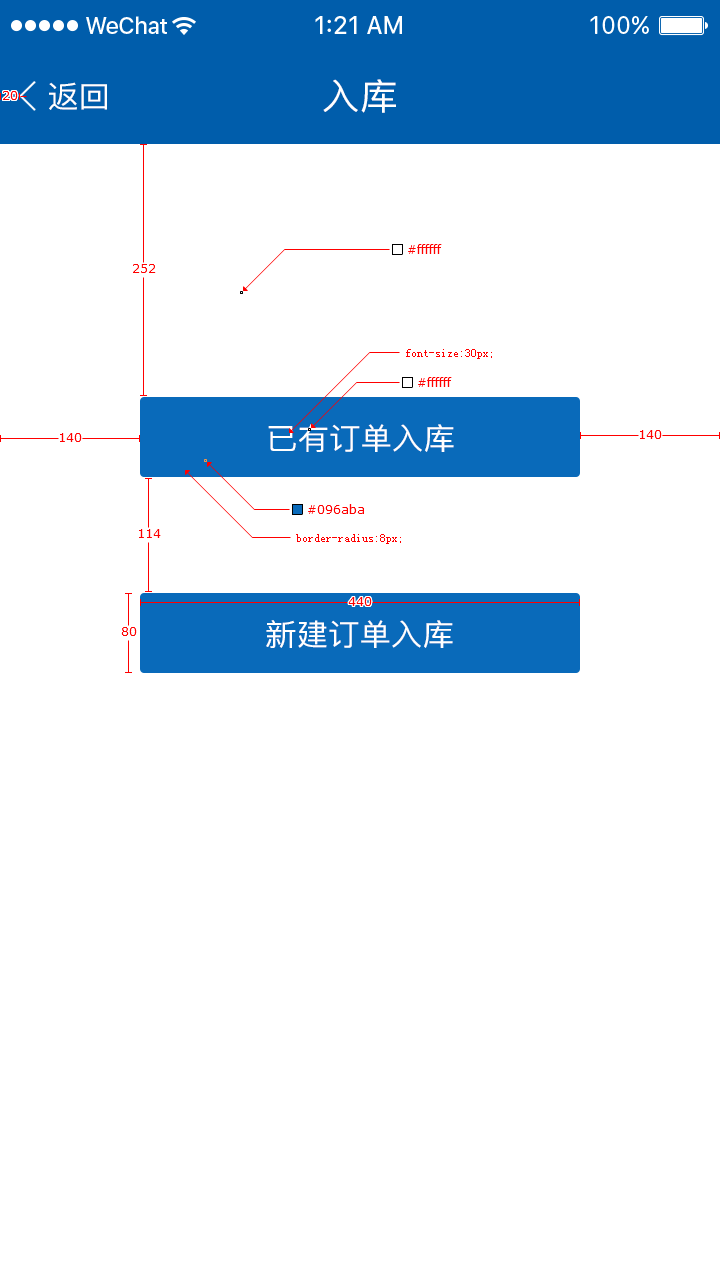 WeChat 1:21 AM 100%
20 返回 入库
252
#ffffff
font-size:30px;
#ffffff
140 已有订单入库 140
#096aba
114
border-radius:8px;
440
80 新建订单入库